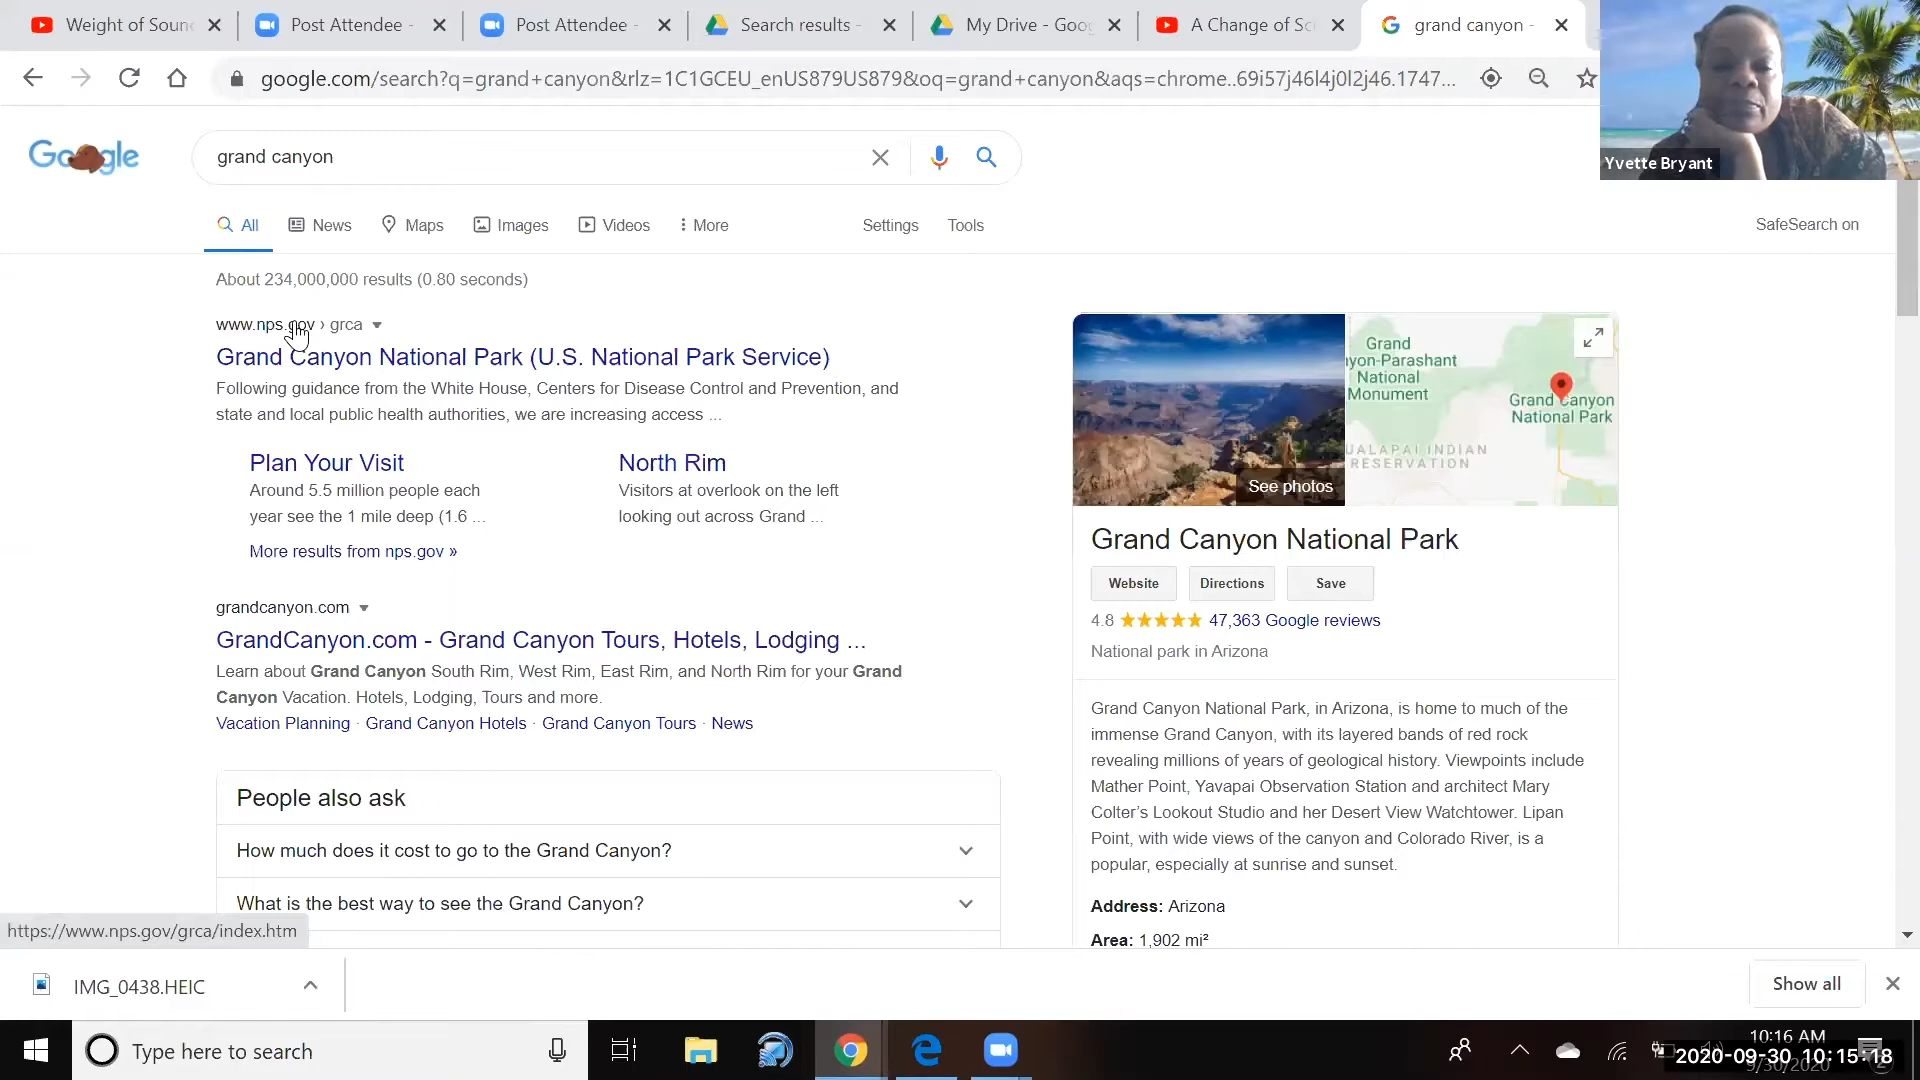 Weight of Soun
Post Attendee -
Post Attendee -
Search results -
My Drive - Goo
A Change of Sc
grand canyon -
google.com/search?q=grand+canyon&rlz=1C1GCEU_enUS879US879&oq=grand+canyon&aqs=chrome..69i57j46l4j0l2j46.1747...
Yvette Bryant
Google
grand canyon
All
News
Maps
Images
Videos
More
Settings
Tools
SafeSearch on
About 234,000,000 results (0.80 seconds)
www.nps.gov › grca
Grand Canyon National Park (U.S. National Park Service)
Following guidance from the White House, Centers for Disease Control and Prevention, and
state and local public health authorities, we are increasing access ...
Plan Your Visit
Around 5.5 million people each
year see the 1 mile deep (1.6 ...
North Rim
Visitors at overlook on the left
looking out across Grand ...
More results from nps.gov »
grandcanyon.com
GrandCanyon.com - Grand Canyon Tours, Hotels, Lodging ...
Learn about Grand Canyon South Rim, West Rim, East Rim, and North Rim for your Grand
Canyon Vacation. Hotels, Lodging, Tours and more.
Vacation Planning · Grand Canyon Hotels · Grand Canyon Tours · News
People also ask
How much does it cost to go to the Grand Canyon?
What is the best way to see the Grand Canyon?
https://www.nps.gov/grca/index.htm
See photos
Grand
yon-Parashant
National
Monument
Grand Canyon
National Park
UALAPAI INDIAN
RESERVATION
Grand Canyon National Park
Website
Directions
Save
4.8
47,363 Google reviews
National park in Arizona
Grand Canyon National Park, in Arizona, is home to much of the
immense Grand Canyon, with its layered bands of red rock
revealing millions of years of geological history. Viewpoints include
Mather Point, Yavapai Observation Station and architect Mary
Colter's Lookout Studio and her Desert View Watchtower. Lipan
Point, with wide views of the canyon and Colorado River, is a
popular, especially at sunrise and sunset.
Address: Arizona
Area: 1,902 mi²
IMG_0438.HEIC
Show all
Type here to search
10:16 AM
2020-09-30 10:15:18
9/30/2020
2